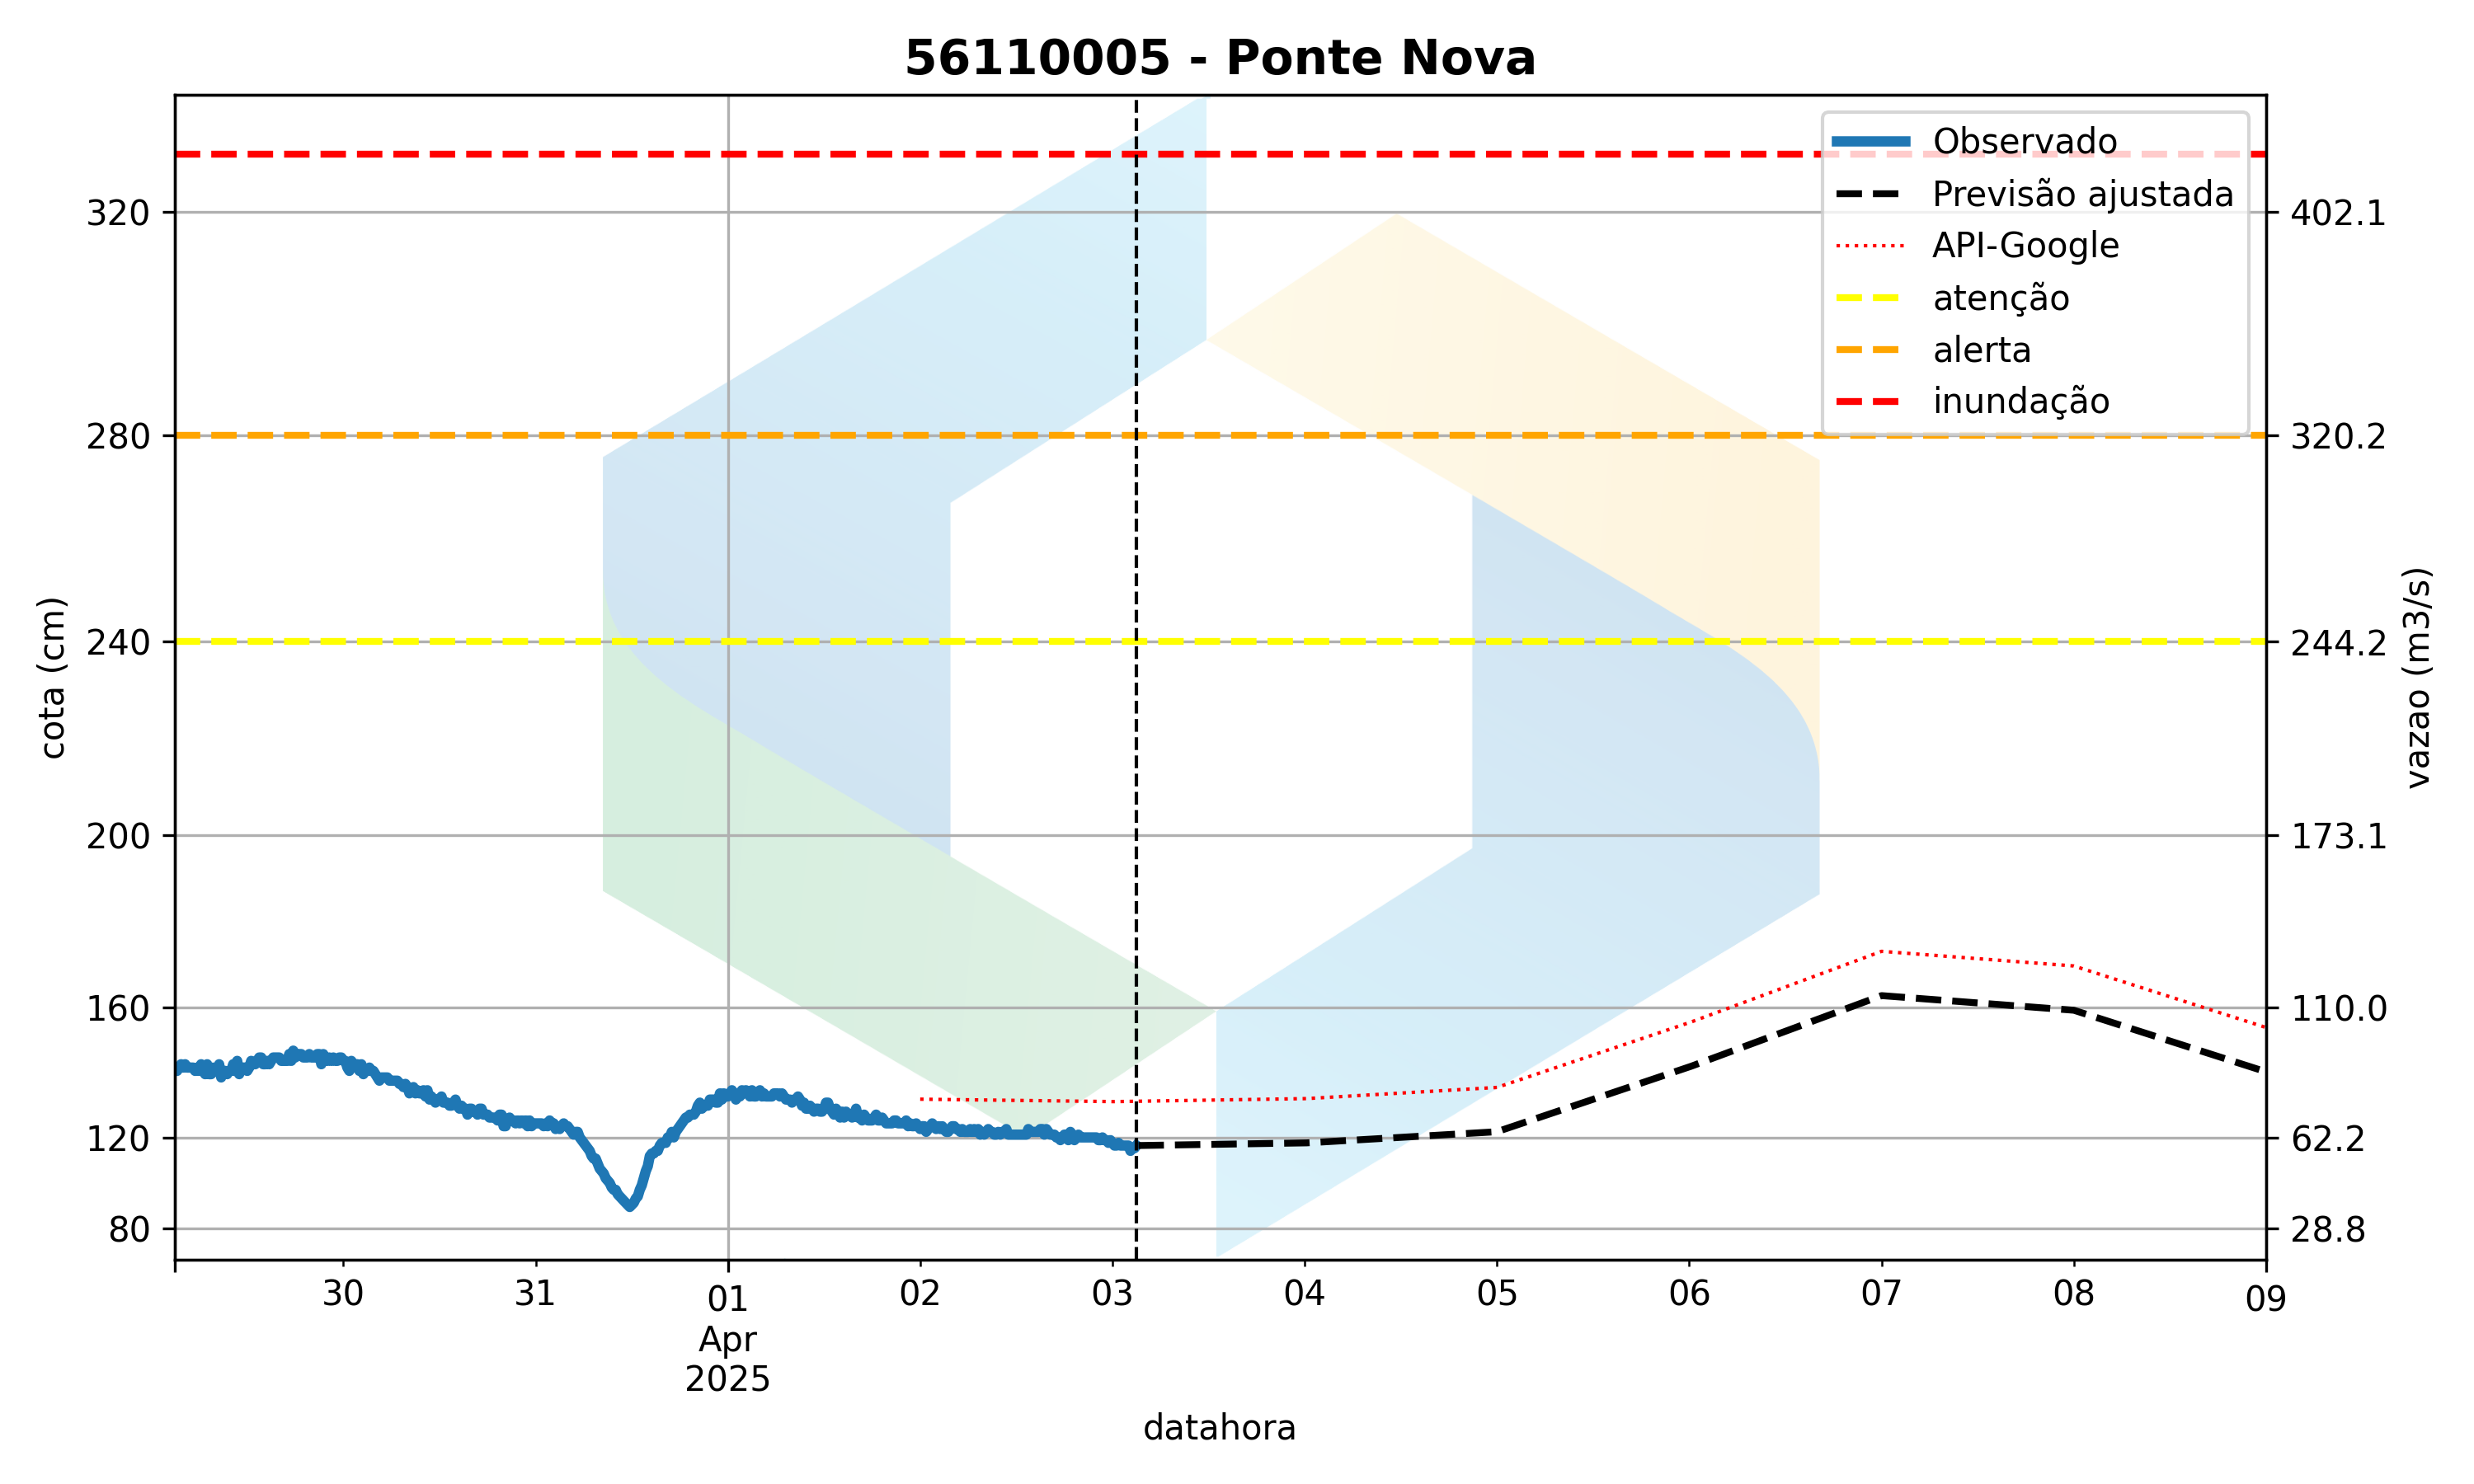 56110005 - Ponte Nova
Observado
Previsão ajustada
API-Google
atenção
alerta
inundação
320
280
240
200
160
120
80
cota (cm)
402.1
320.2
244.2
173.1
110.0
62.2
28.8
vazao (m3/s)
30 31 01 02 03 04 05 06 07 08 09
Apr
2025
datahora